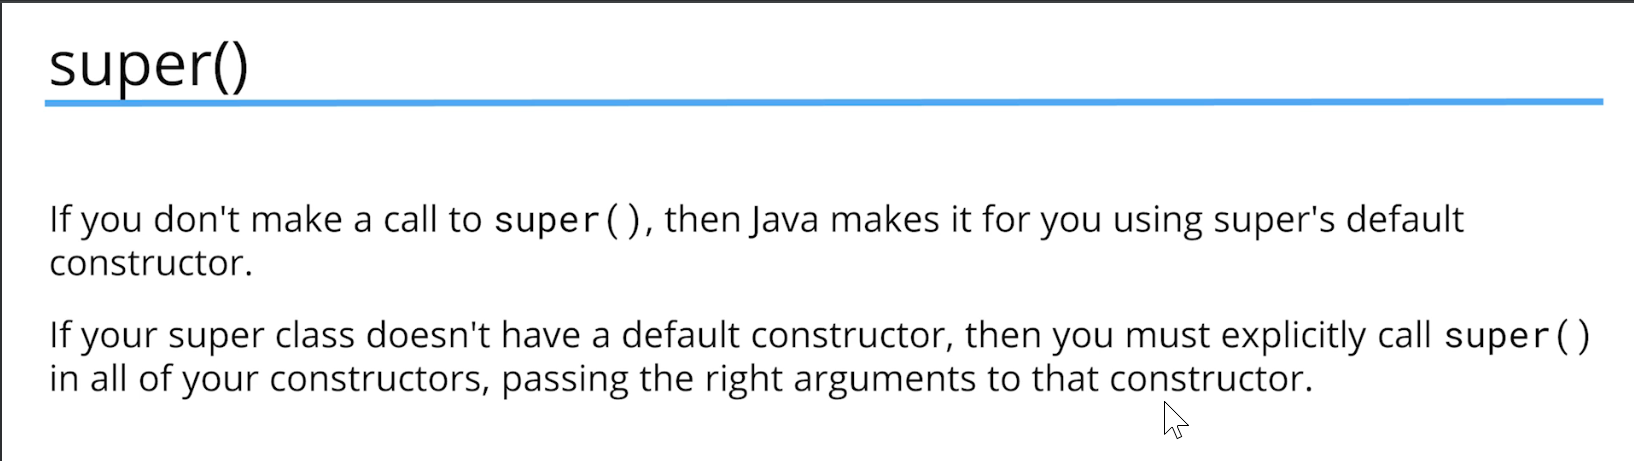 super()
If you don't make a call to super(), then Java makes it for you using super's default
constructor.
If your super class doesn't have a default constructor, then you must explicitly call super()
in all of your constructors, passing the right arguments to that constructor.